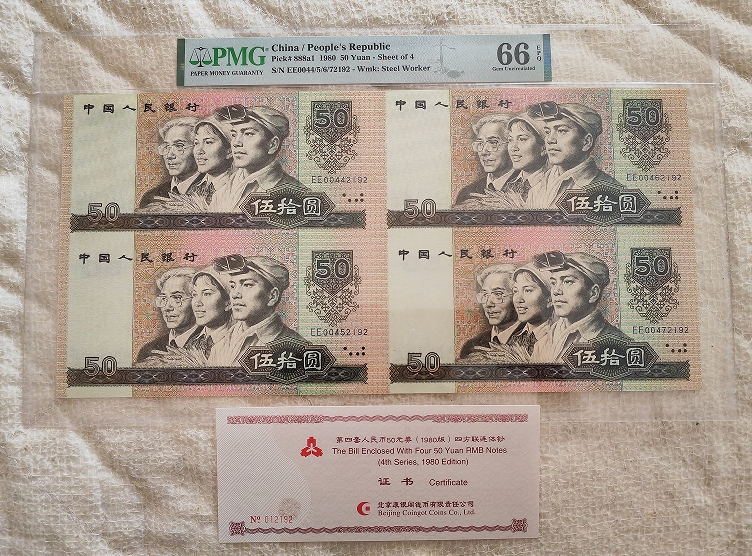 PMG
PAPER MONEY GUARANTY
China / People's Republic
Pick# 888a1 1980 50 Yuan - Sheet of 4
S/N EE0044/5/6/72192 - Wmk: Steel Worker
66 EPQ
Gem Uncirculated
中国人民银行
50
EE00442192
50
伍拾圆
中国人民银行
50
EE00462192
50
伍拾圆
中国人民银行
50
EE00452192
50
伍拾圆
中国人民银行
50
EE00472192
50
伍拾圆
第四套人民币50元券(1980版)四方联连体钞
The Bill Enclosed With Four 50 Yuan RMB Notes
(4th Series, 1980 Edition)
证书 Certificate
北京康银阁钱币有限责任公司
Beijing Coingot Coins Co., Ltd.
Nº 012192